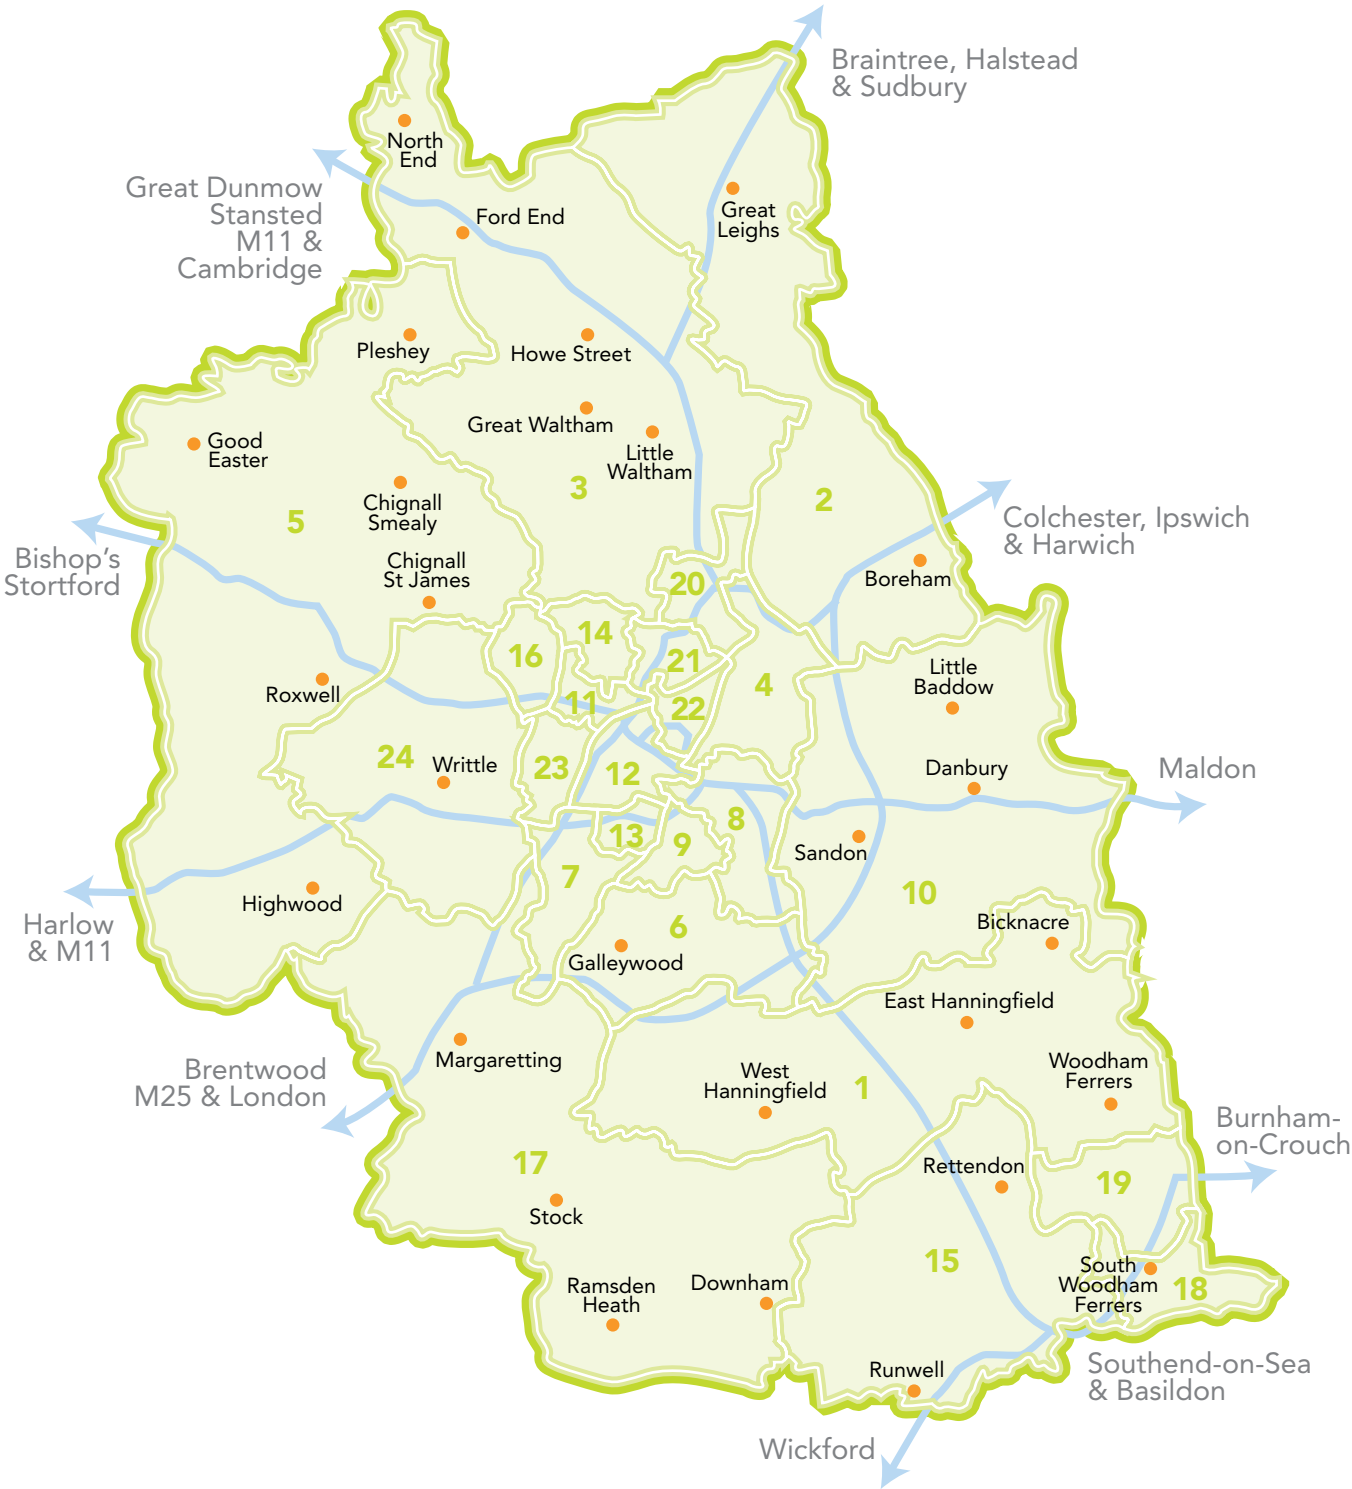 Braintree, Halstead
& Sudbury
North
End
Great Dunmow
Stansted
M11 &
Cambridge
Ford End
Great
Leighs
Pleshey
Howe Street
Great Waltham
Little
Waltham
Good
Easter
Chignall
Smealy
3
2
5
Colchester, Ipswich
& Harwich
Bishop's
Stortford
Chignall
St James
20
Boreham
14
16
21
Roxwell
11
22
4
Little
Baddow
24
Writtle
23
12
Danbury
Maldon
13
9
8
Sandon
7
10
Highwood
Harlow
& M11
6
Galleywood
Bicknacre
East Hanningfield
Margaretting
Brentwood
M25 & London
West
Hanningfield
1
Woodham
Ferrers
Burnham-
on-Crouch
17
Stock
Rettendon
19
15
South
Woodham
Ferrers
18
Ramsden
Heath
Downham
Runwell
Southend-on-Sea
& Basildon
Wickford